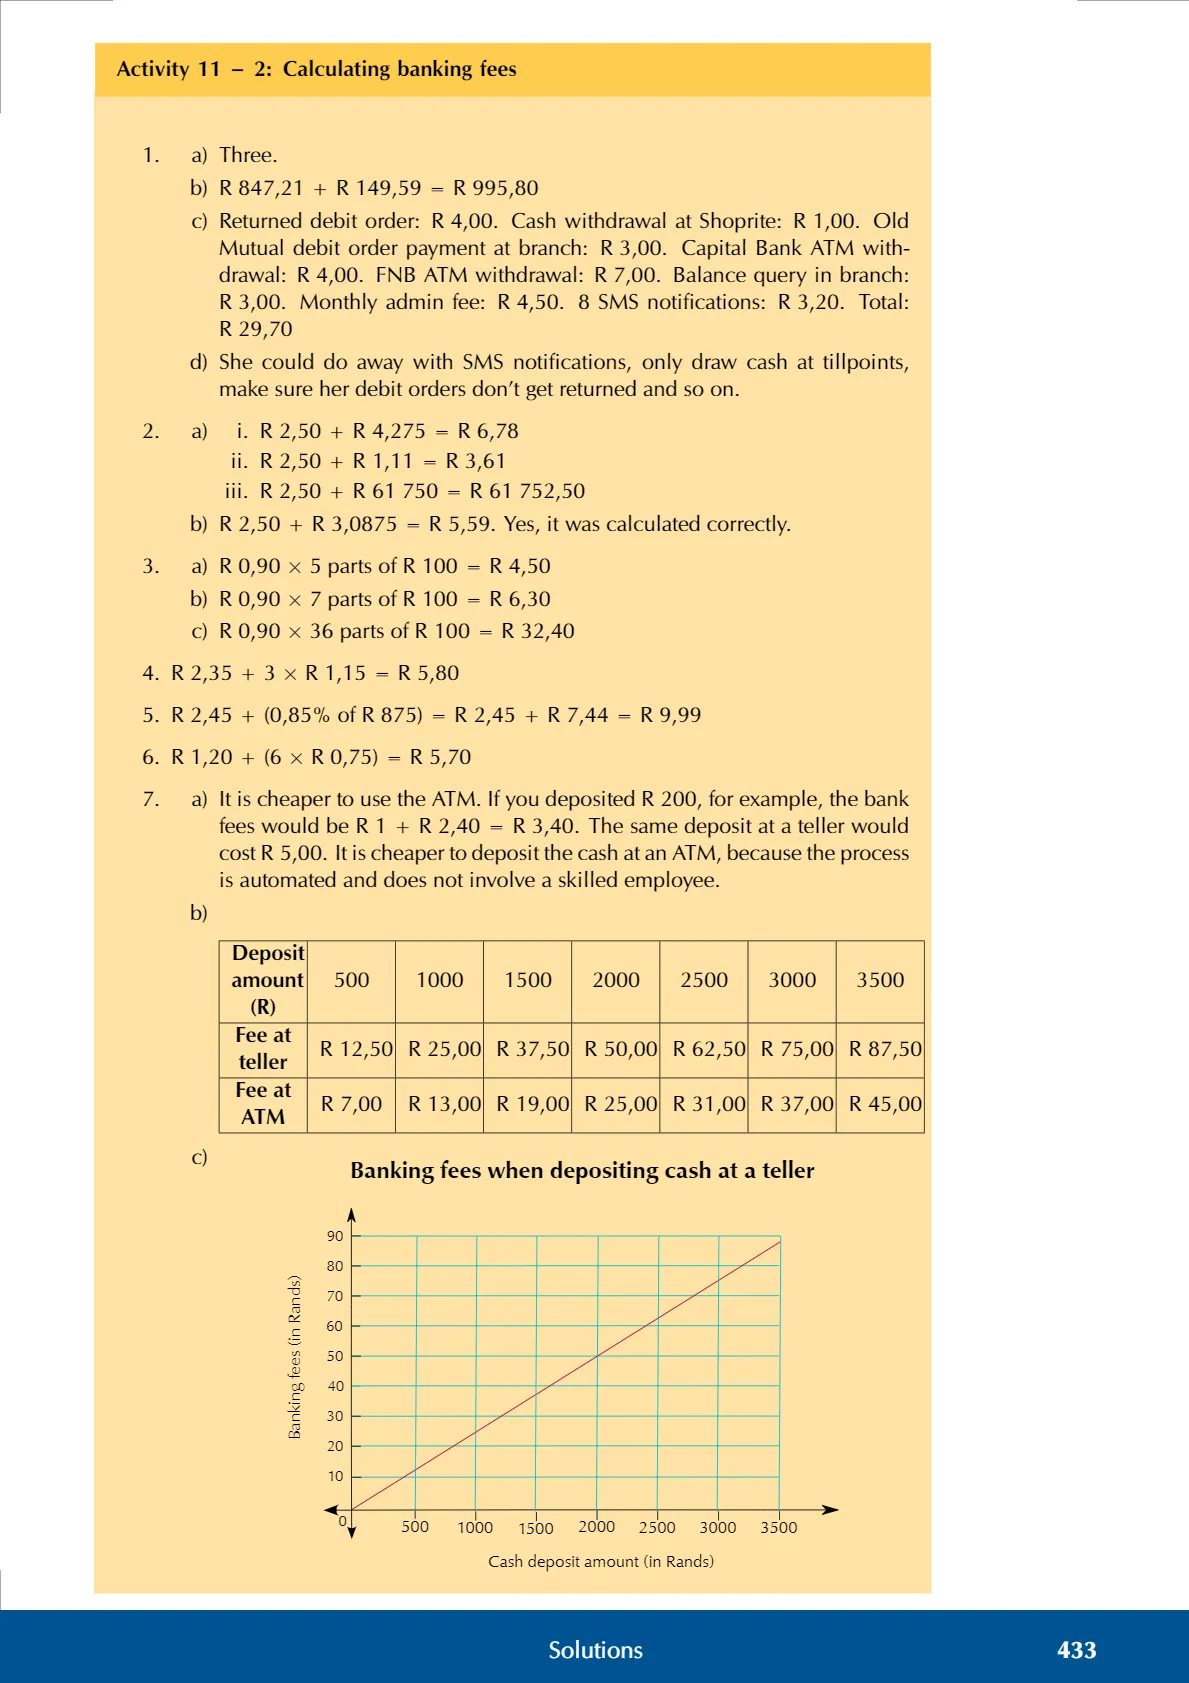 Activity 11 – 2: Calculating banking fees
1. a) Three.
b) R 847,21 + R 149,59 = R 995,80
c) Returned debit order: R 4,00. Cash withdrawal at Shoprite: R 1,00. Old
Mutual debit order payment at branch: R 3,00. Capital Bank ATM with-
drawal: R 4,00. FNB ATM withdrawal: R 7,00. Balance query in branch:
R 3,00. Monthly admin fee: R 4,50. 8 SMS notifications: R 3,20. Total:
R 29,70
d) She could do away with SMS notifications, only draw cash at tillpoints,
make sure her debit orders don't get returned and so on.
2. a) i. R 2,50 + R 4,275 = R 6,78
ii. R 2,50 + R 1,11 = R 3,61
iii. R 2,50 + R 61 750 = R 61 752,50
b) R 2,50 + R 3,0875 = R 5,59. Yes, it was calculated correctly.
3. a) R 0,90 × 5 parts of R 100 = R 4,50
b) R 0,90 × 7 parts of R 100 = R 6,30
c) R 0,90 × 36 parts of R 100 = R 32,40
4. R 2,35 + 3 × R 1,15 = R 5,80
5. R 2,45 + (0,85% of R 875) = R 2,45 + R 7,44 = R 9,99
6. R 1,20 + (6 × R 0,75) = R 5,70
7. a) It is cheaper to use the ATM. If you deposited R 200, for example, the bank
fees would be R 1 + R 2,40 = R 3,40. The same deposit at a teller would
cost R 5,00. It is cheaper to deposit the cash at an ATM, because the process
is automated and does not involve a skilled employee.
b)
Deposit
amount 500 1000 1500 2000 2500 3000 3500
(R)
Fee at
teller R 12,50 R 25,00 R 37,50 R 50,00 R 62,50 R 75,00 R 87,50
Fee at
ATM R 7,00 R 13,00 R 19,00 R 25,00 R 31,00 R 37,00 R 45,00
c)
Banking fees when depositing cash at a teller
Banking fees (in Rands)
90
80
70
60
50
40
30
20
10
0
500 1000 1500 2000 2500 3000 3500
Cash deposit amount (in Rands)
Solutions 433